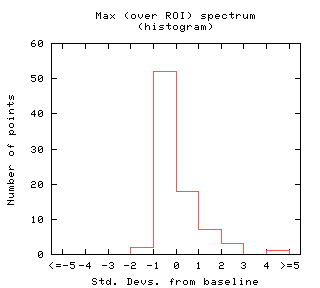 Max (over ROI) spectrum
(histogram)
60
50
40
30
20
10
0
Number of points
<=-5 -4 -3 -2 -1 0 1 2 3 4 >=5
Std. Devs. from baseline